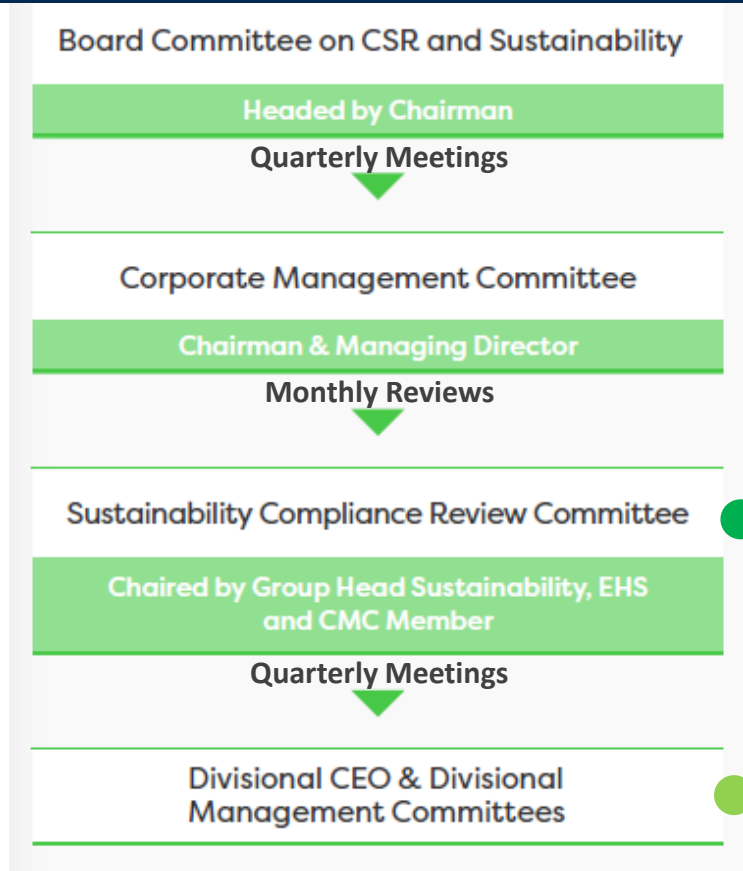 Board Committee on CSR and Sustainability
Headed by Chairman
Quarterly Meetings
Corporate Management Committee
Chairman & Managing Director
Monthly Reviews
Sustainability Compliance Review Committee
Chaired by Group Head Sustainability, EHS
and CMC Member
Quarterly Meetings
Divisional CEO & Divisional
Management Committees